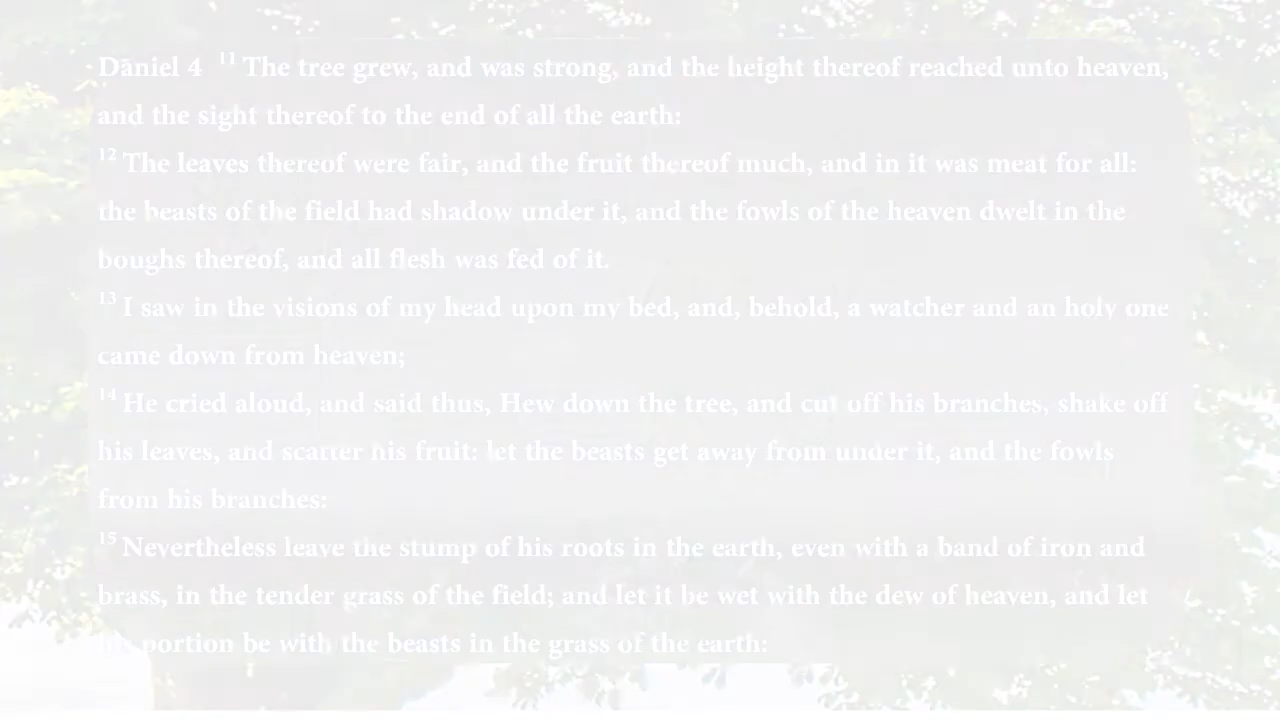 Daniel 4 11 The tree grew, and was strong, and the height thereof reached unto heaven,
and the sight thereof to the end of all the earth:
12 The leaves thereof were fair, and the fruit thereof much, and in it was meat for all:
the beasts of the field had shadow under it, and the fowls of the heaven dwelt in the
boughs thereof, and all flesh was fed of it.
13 I saw in the visions of my head upon my bed, and, behold, a watcher and an holy one
came down from heaven;
14 He cried aloud, and said thus, Hew down the tree, and cut off his branches, shake off
his leaves, and scatter his fruit: let the beasts get away from under it, and the fowls
from his branches:
15 Nevertheless leave the stump of his roots in the earth, even with a band of iron and
brass, in the tender grass of the field; and let it be wet with the dew of heaven, and let
his portion be with the beasts in the grass of the earth: